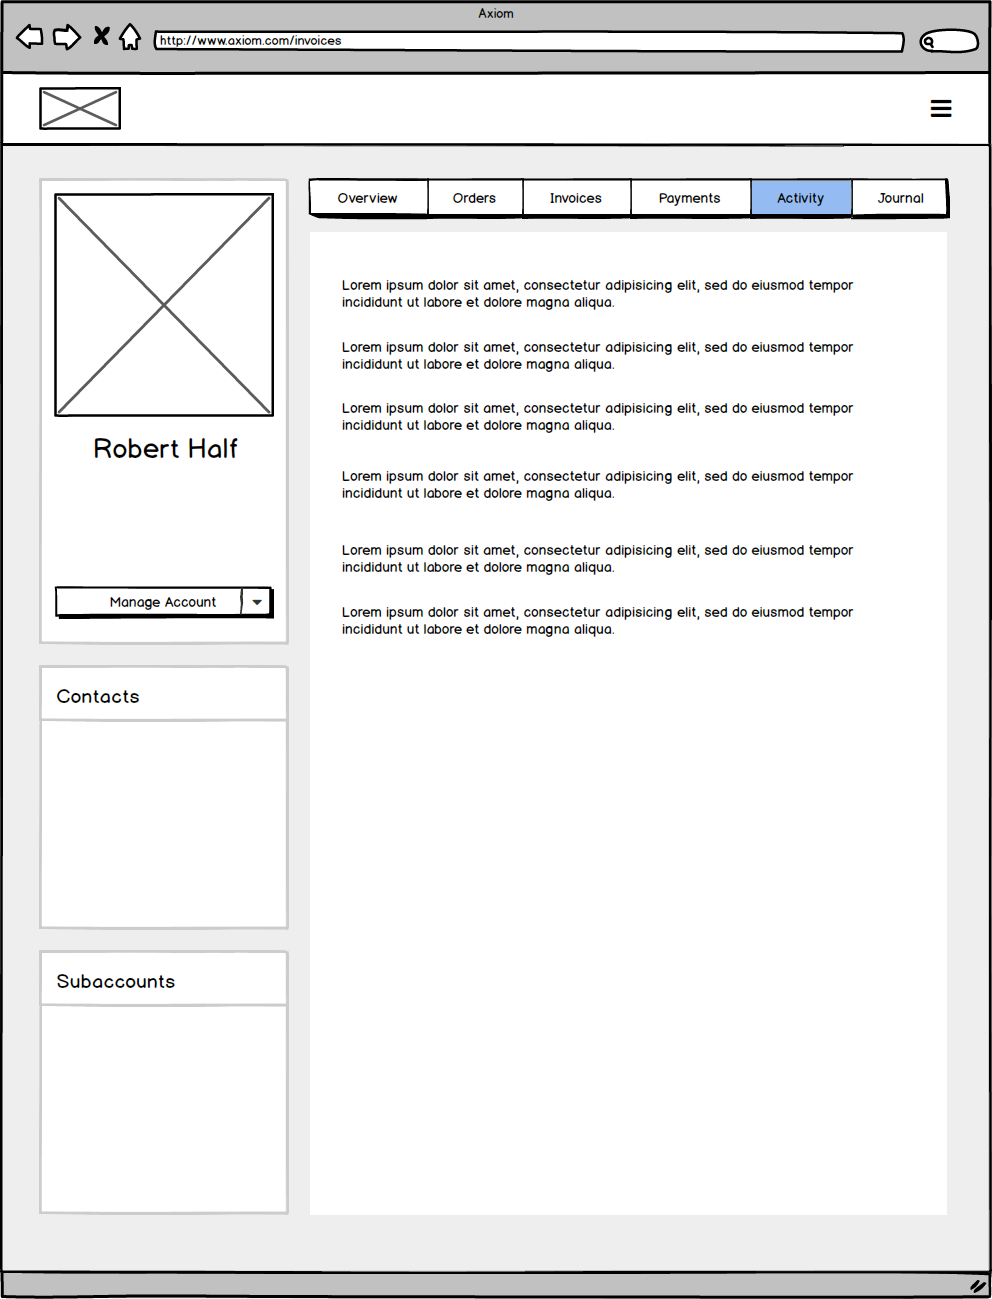 Axiom
http://www.axiom.com/invoices
Overview
Orders
Invoices
Payments
Activity
Journal
Robert Half
Manage Account
Contacts
Subaccounts
Lorem ipsum dolor sit amet, consectetur adipisicing elit, sed do eiusmod tempor
incididunt ut labore et dolore magna aliqua.
Lorem ipsum dolor sit amet, consectetur adipisicing elit, sed do eiusmod tempor
incididunt ut labore et dolore magna aliqua.
Lorem ipsum dolor sit amet, consectetur adipisicing elit, sed do eiusmod tempor
incididunt ut labore et dolore magna aliqua.
Lorem ipsum dolor sit amet, consectetur adipisicing elit, sed do eiusmod tempor
incididunt ut labore et dolore magna aliqua.
Lorem ipsum dolor sit amet, consectetur adipisicing elit, sed do eiusmod tempor
incididunt ut labore et dolore magna aliqua.
Lorem ipsum dolor sit amet, consectetur adipisicing elit, sed do eiusmod tempor
incididunt ut labore et dolore magna aliqua.